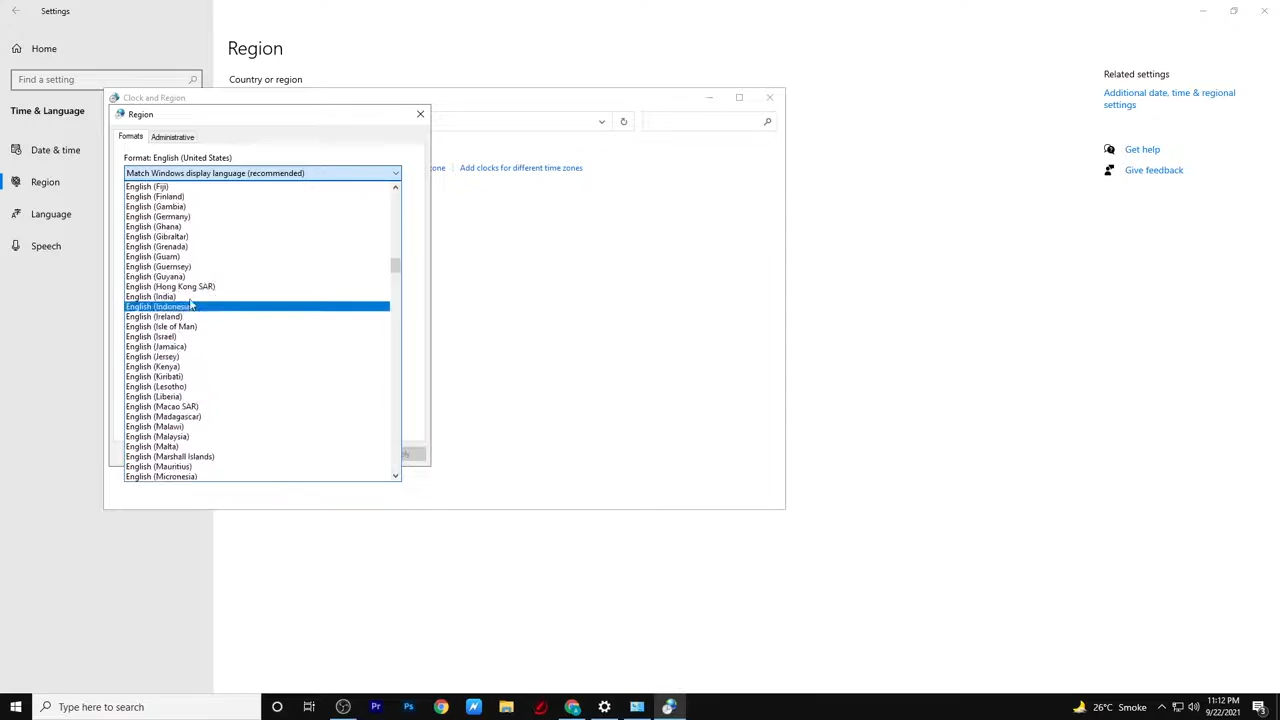 Settings
Home
Find a setting
Time & Language
Date & time
Region
Language
Speech
Region
Country or region
Related settings
Additional date, time & regional
settings
Get help
Give feedback
Clock and Region
Add clocks for different time zones
Region
Formats
Administrative
Format: English (United States)
Match Windows display language (recommended)
English (Fiji)
English (Finland)
English (Gambia)
English (Germany)
English (Ghana)
English (Gibraltar)
English (Grenada)
English (Guam)
English (Guernsey)
English (Guyana)
English (Hong Kong SAR)
English (India)
English (Indonesia)
English (Ireland)
English (Isle of Man)
English (Israel)
English (Jamaica)
English (Jersey)
English (Kenya)
English (Kiribati)
English (Lesotho)
English (Liberia)
English (Macao SAR)
English (Madagascar)
English (Malawi)
English (Malaysia)
English (Malta)
English (Marshall Islands)
English (Mauritius)
English (Micronesia)
Type here to search
Pr
Ps
26°C Smoke
11:12 PM
9/22/2021